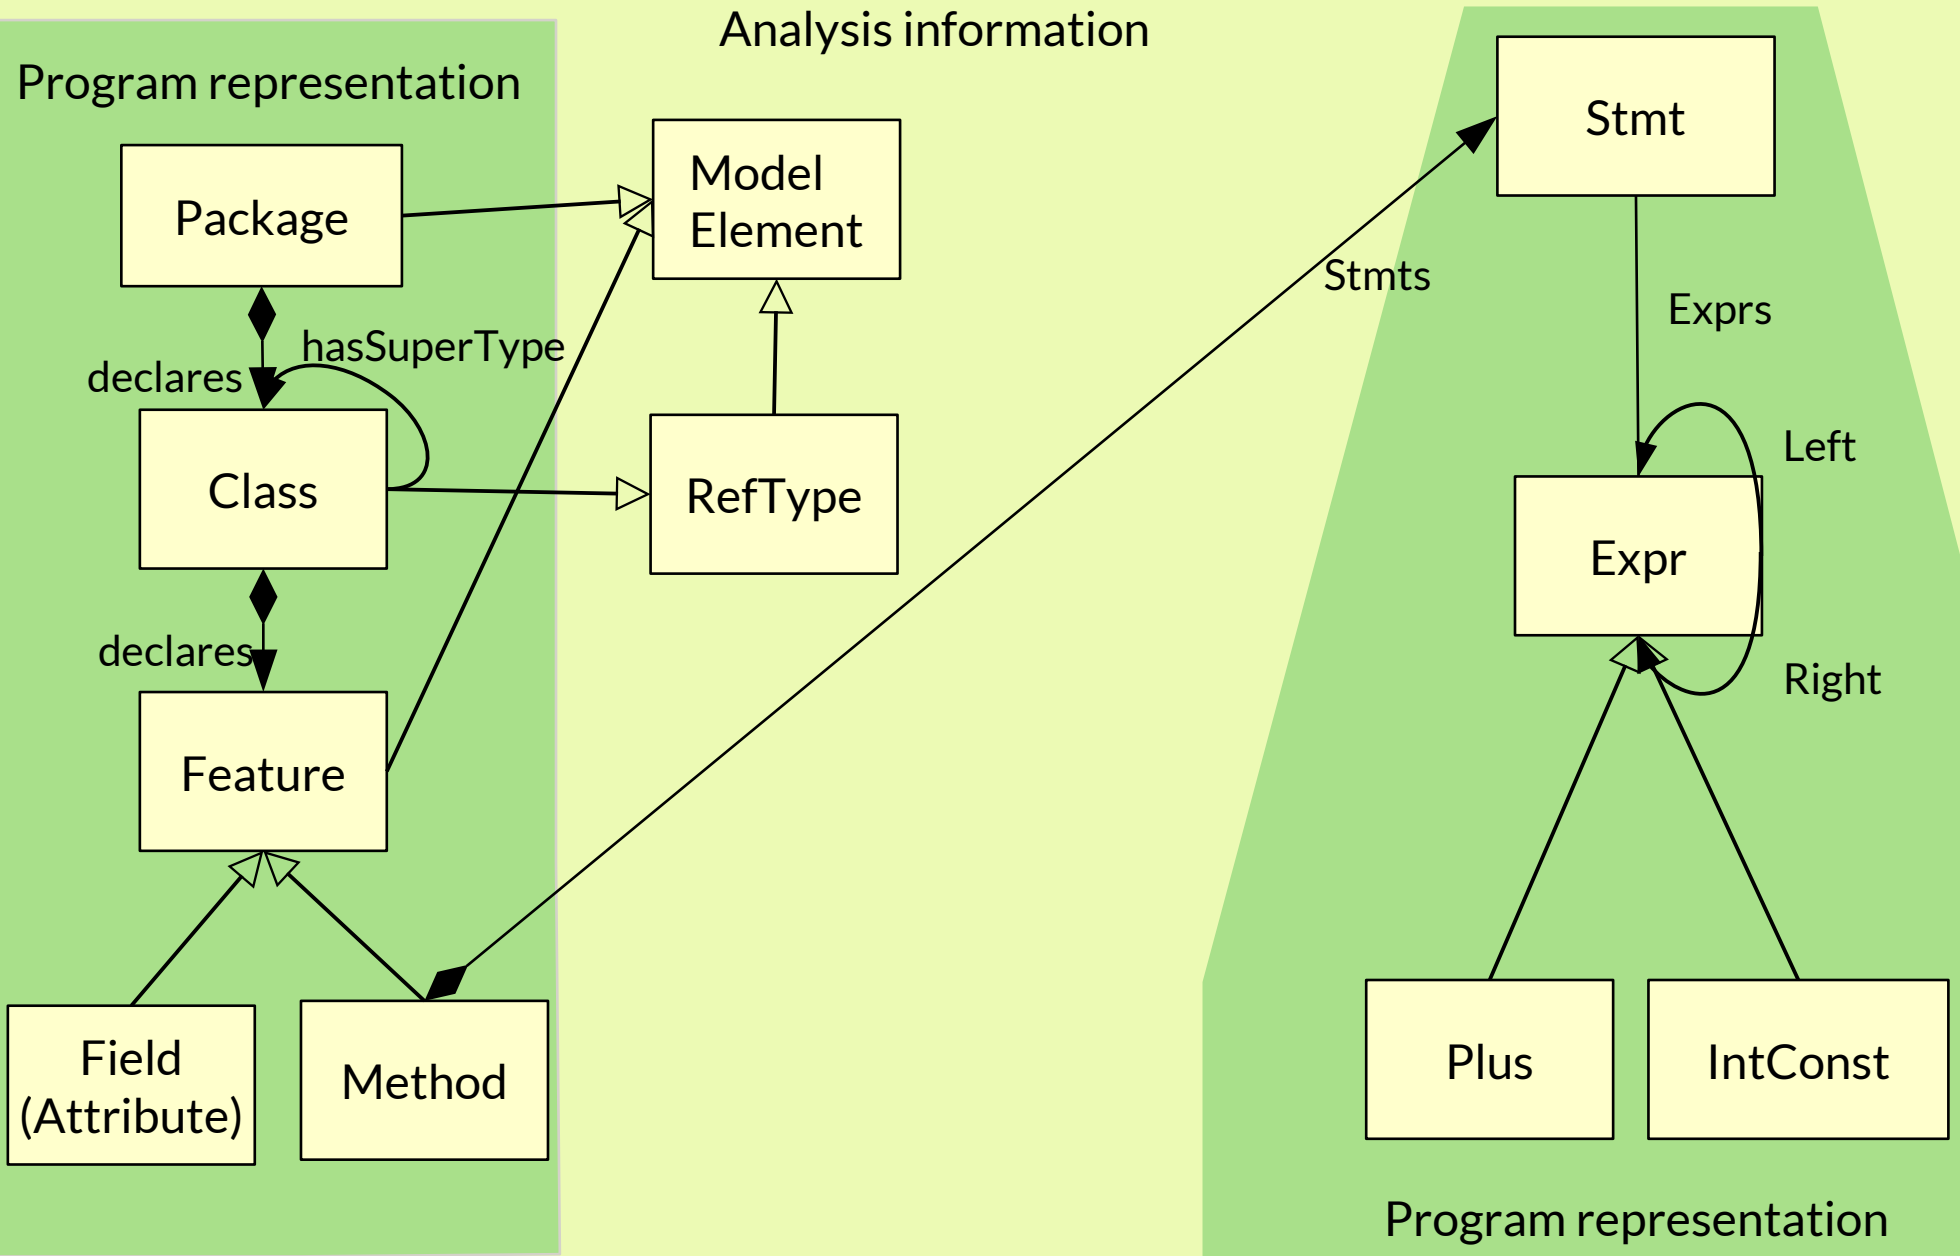 Analysis information
Program representation
Package
Model
Element
Stmt
hasSuperType
declares
Stmts
Exprs
Class
RefType
Left
Expr
declares
Right
Feature
Field
(Attribute)
Method
Plus
IntConst
Program representation